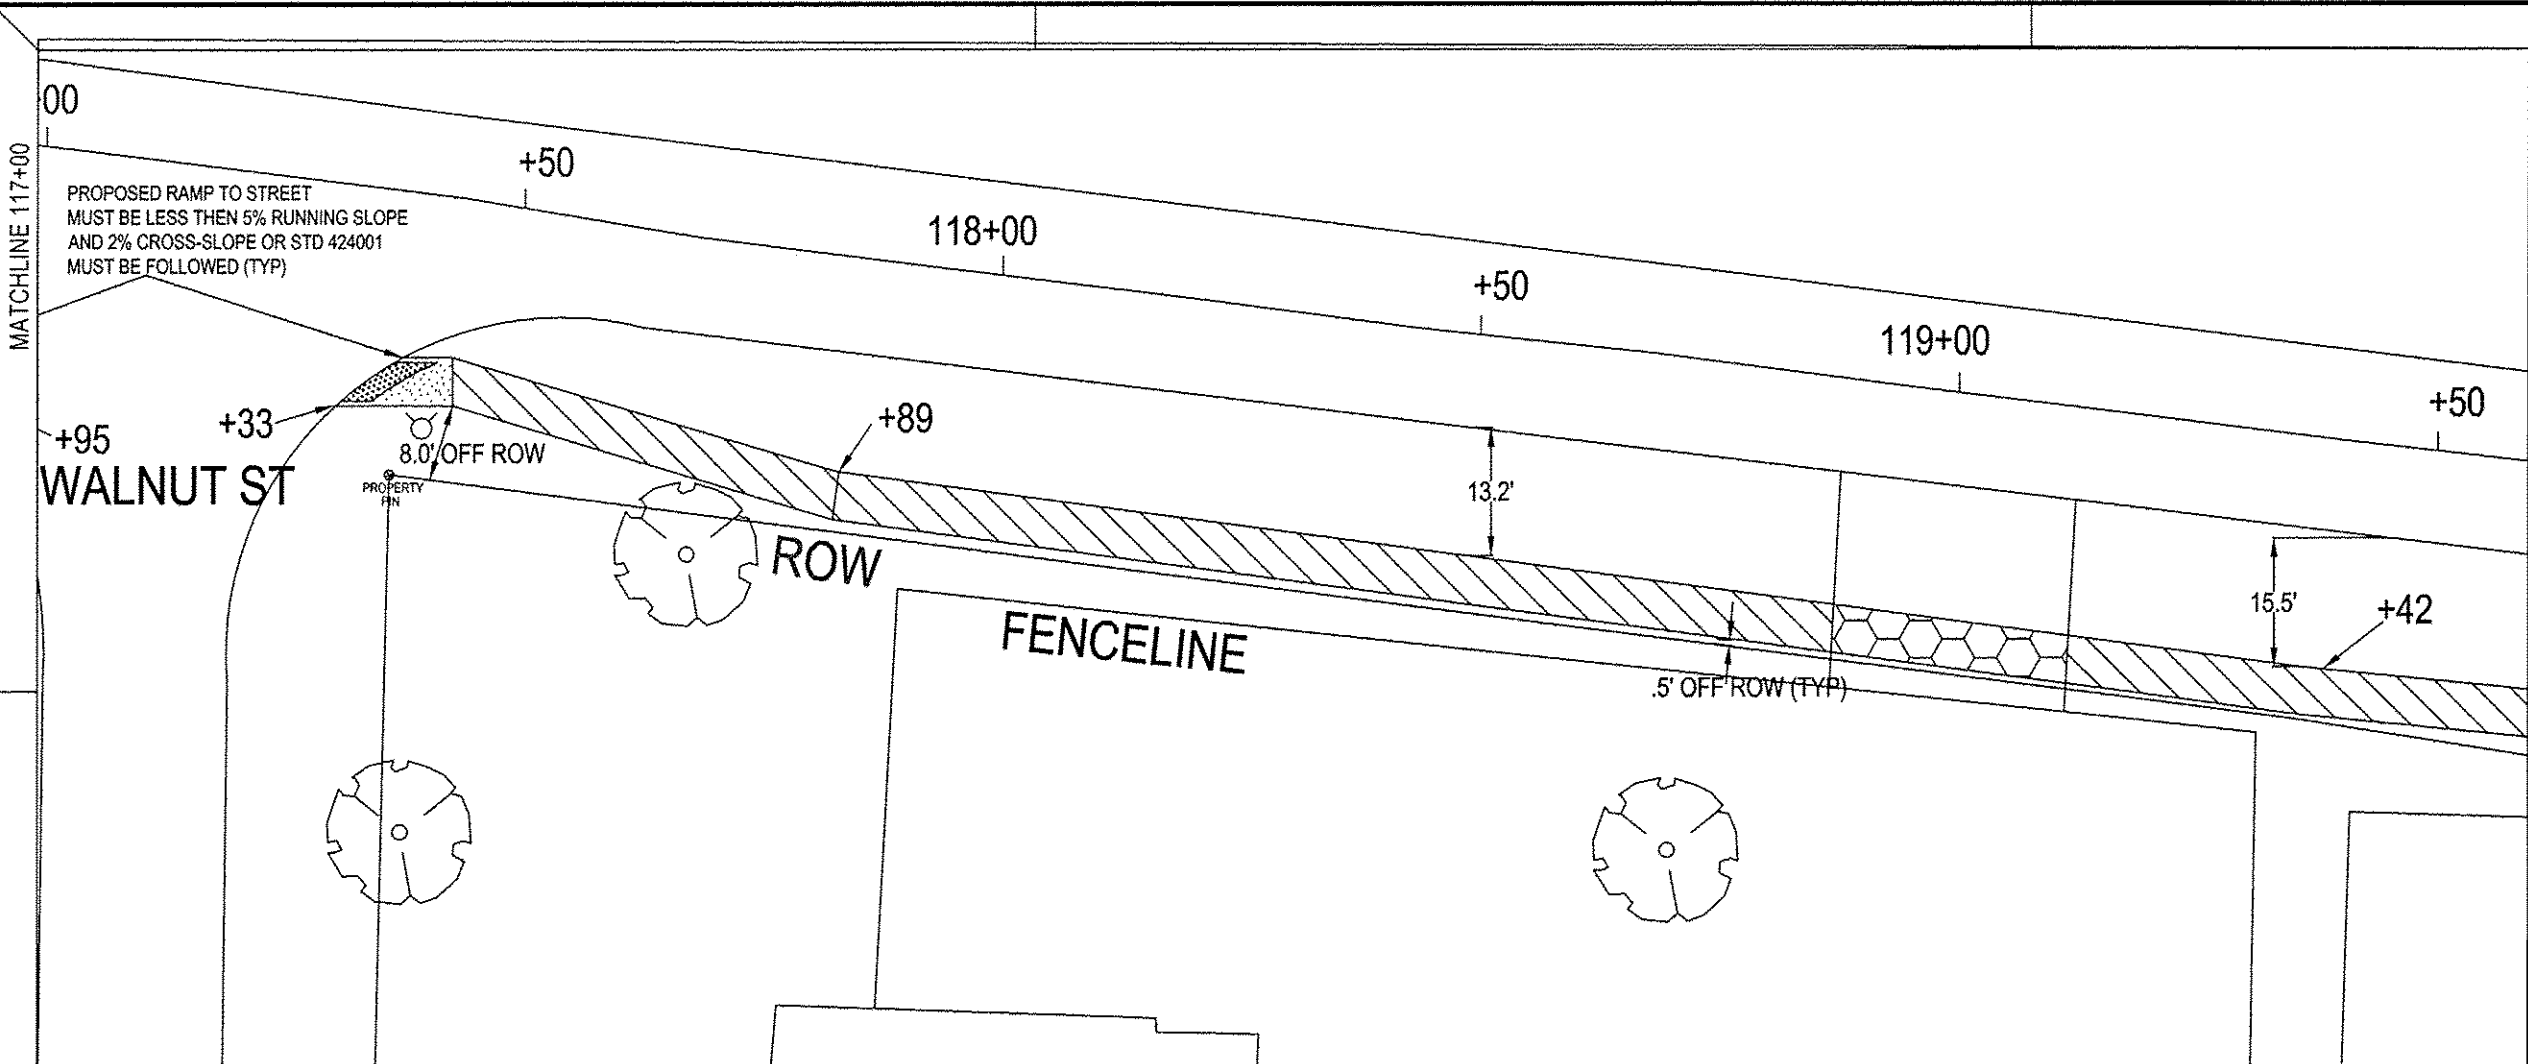 00
MATCHLINE 117+00
+50
PROPOSED RAMP TO STREET
MUST BE LESS THEN 5% RUNNING SLOPE
AND 2% CROSS-SLOPE OR STD 424001
MUST BE FOLLOWED (TYP)
118+00
+50
119+00
+50
+33
+95
WALNUT ST
8.0' OFF ROW
PROPERTY
PIN
+89
13.2'
ROW
FENCELINE
.5' OFF ROW (TYP)
15.5'
+42